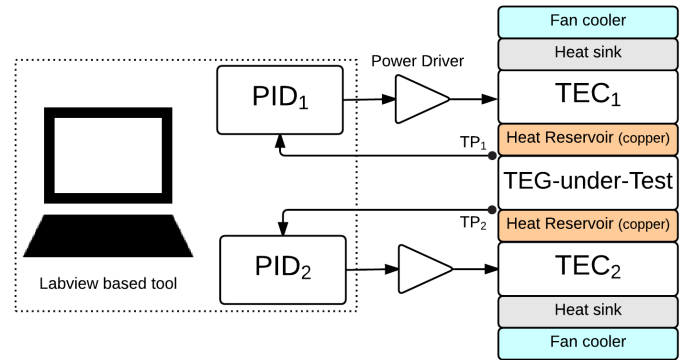 Fan cooler
Heat sink
Power Driver
PID₁
TEC₁
TP₁
Heat Reservoir (copper)
TEG-under-Test
TP₂
Heat Reservoir (copper)
PID₂
TEC₂
Labview based tool
Heat sink
Fan cooler